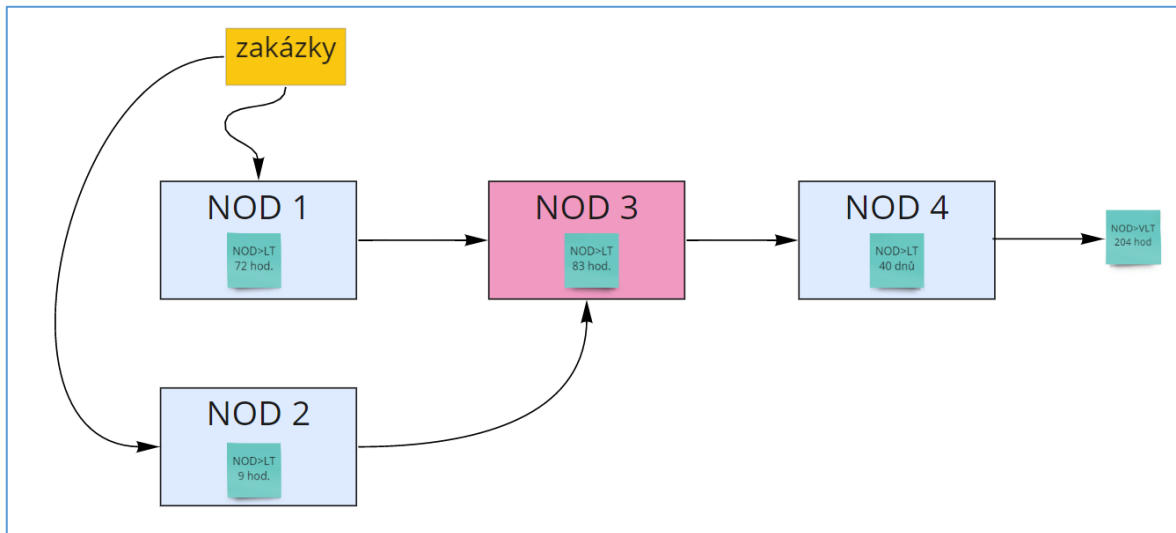 zakázky
NOD 1
NOD>LT
72 hod.
NOD 3
NOD>LT
83 hod.
NOD 4
NOD>LT
40 dnů
NOD>VLT
204 hod
NOD 2
NOD>LT
9 hod.